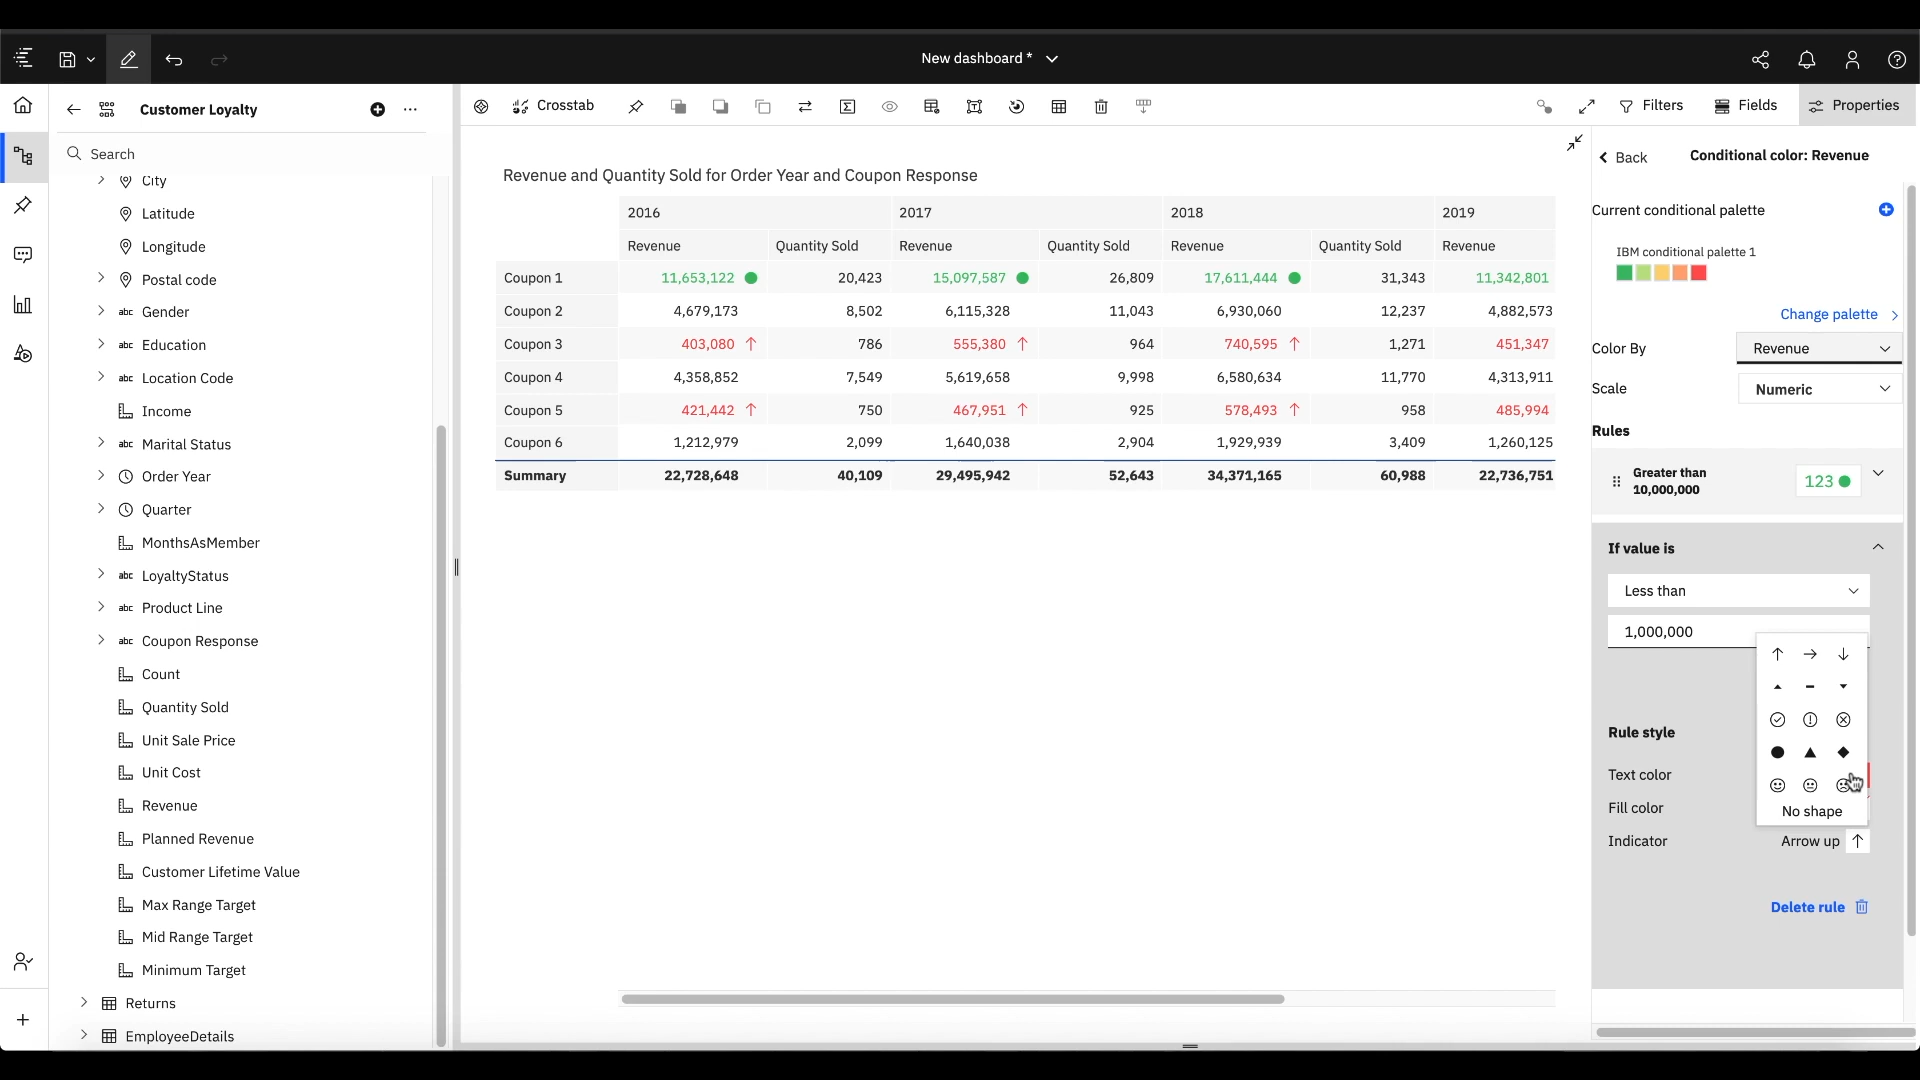 New dashboard *
Customer Loyalty
Search
City
Latitude
Longitude
Postal code
abc Gender
abc Education
abc Location Code
Income
abc Marital Status
Order Year
Quarter
MonthsAsMember
abc LoyaltyStatus
abc Product Line
abc Coupon Response
Count
Quantity Sold
Unit Sale Price
Unit Cost
Revenue
Planned Revenue
Customer Lifetime Value
Max Range Target
Mid Range Target
Minimum Target
Returns
EmployeeDetails
Crosstab
Filters
Fields
Properties
Revenue and Quantity Sold for Order Year and Coupon Response
2016 2017 2018 2019
Revenue Quantity Sold Revenue Quantity Sold Revenue Quantity Sold Revenue
Coupon 1 11,653,122 20,423 15,097,587 26,809 17,611,444 31,343 11,342,801
Coupon 2 4,679,173 8,502 6,115,328 11,043 6,930,060 12,237 4,882,573
Coupon 3 403,080 ↑ 786 555,380 ↑ 964 740,595 ↑ 1,271 451,347
Coupon 4 4,358,852 7,549 5,619,658 9,998 6,580,634 11,770 4,313,911
Coupon 5 421,442 ↑ 750 467,951 ↑ 925 578,493 ↑ 958 485,994
Coupon 6 1,212,979 2,099 1,640,038 2,904 1,929,939 3,409 1,260,125
Summary 22,728,648 40,109 29,495,942 52,643 34,371,165 60,988 22,736,751
Back
Conditional color: Revenue
Current conditional palette
IBM conditional palette 1
Change palette
Color By Revenue
Scale Numeric
Rules
Greater than
10,000,000
123
If value is
Less than
1,000,000
Rule style
Text color
Fill color
No shape
Indicator Arrow up ↑
Delete rule